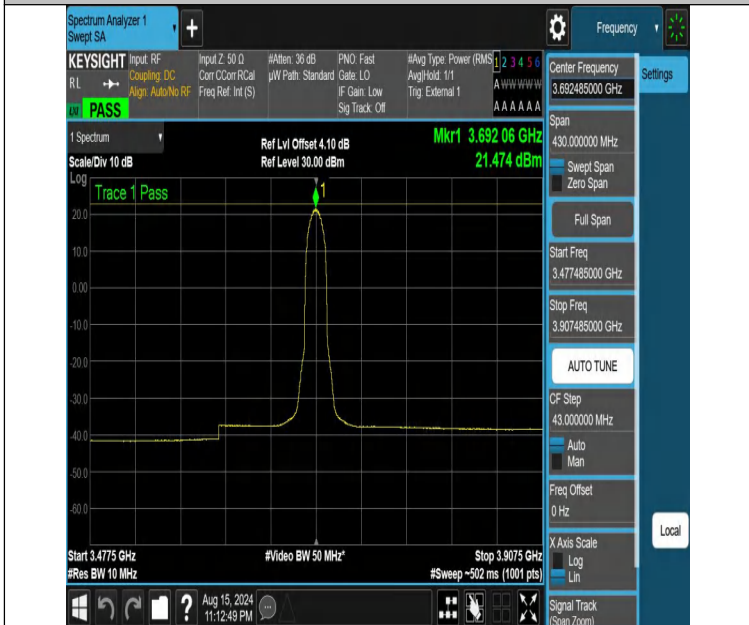 Spectrum Analyzer 1
Swept SA
+
Frequency
KEYSIGHT
RL
PASS
Input: RF
Coupling: DC
Align: Auto/No RF
Input Z: 50 Ω
Corr CCorr RCal
Freq Ref: Int (S)
#Atten: 36 dB
µW Path: Standard
PNO: Fast
Gate: LO
IF Gain: Low
Sig Track: Off
#Avg Type: Power (RMS
Avg|Hold: 1/1
Trig: External 1
1 2 3 4 5 6
A W W W W W
A A A A A A
Center Frequency
3.692485000 GHz
Settings
Span
430.000000 MHz
Swept Span
Zero Span
Full Span
Start Freq
3.477485000 GHz
Stop Freq
3.907485000 GHz
AUTO TUNE
CF Step
43.000000 MHz
Auto
Man
Freq Offset
0 Hz
X Axis Scale
Log
Lin
Signal Track
(Span Zoom)
Local
1 Spectrum
Scale/Div 10 dB
Log
Ref Lvl Offset 4.10 dB
Ref Level 30.00 dBm
Mkr1 3.692 06 GHz
21.474 dBm
Trace 1 Pass
1
20.0
10.0
0.00
-10.0
-20.0
-30.0
-40.0
-50.0
-60.0
Start 3.4775 GHz
#Res BW 10 MHz
#Video BW 50 MHz*
Stop 3.9075 GHz
#Sweep ~502 ms (1001 pts)
?
Aug 15, 2024
11:12:49 PM